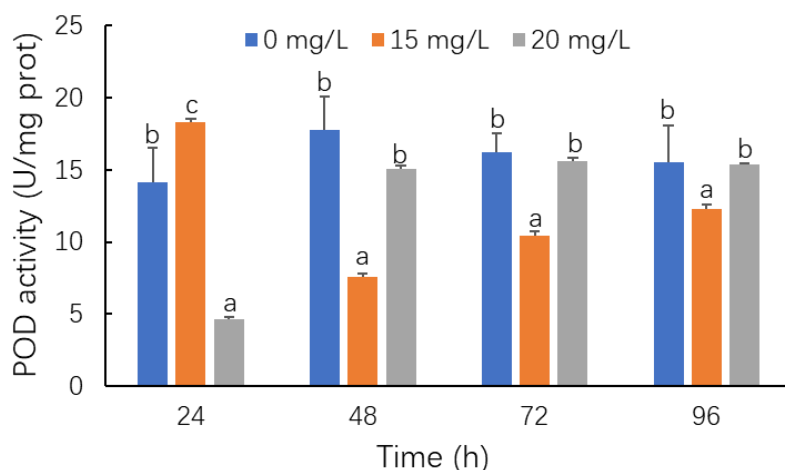 25
0 mg/L 15 mg/L 20 mg/L
20
15
10
5
0
b c a
b a b
b a b
b a b
24 48 72 96
Time (h)
POD activity (U/mg prot)